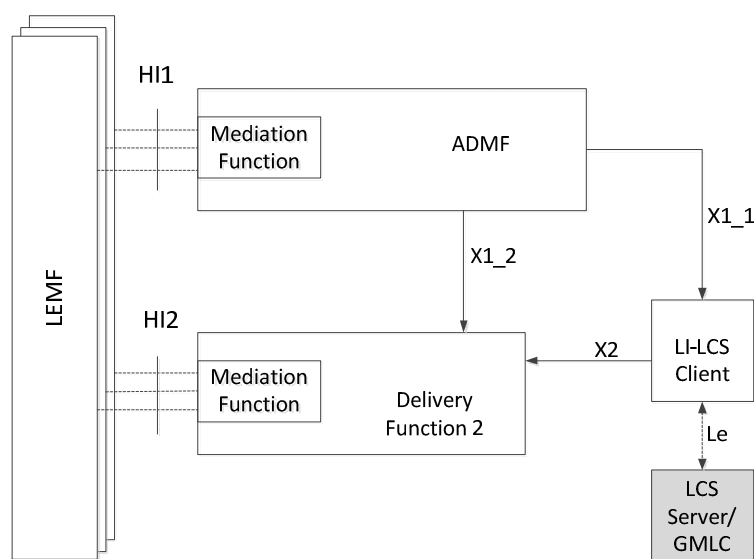 HI1
Mediation
Function
ADMF
X1_1
X1_2
LEMF
HI2
Mediation
Function
Delivery
Function 2
X2
LI-LCS
Client
Le
LCS
Server/
GMLC